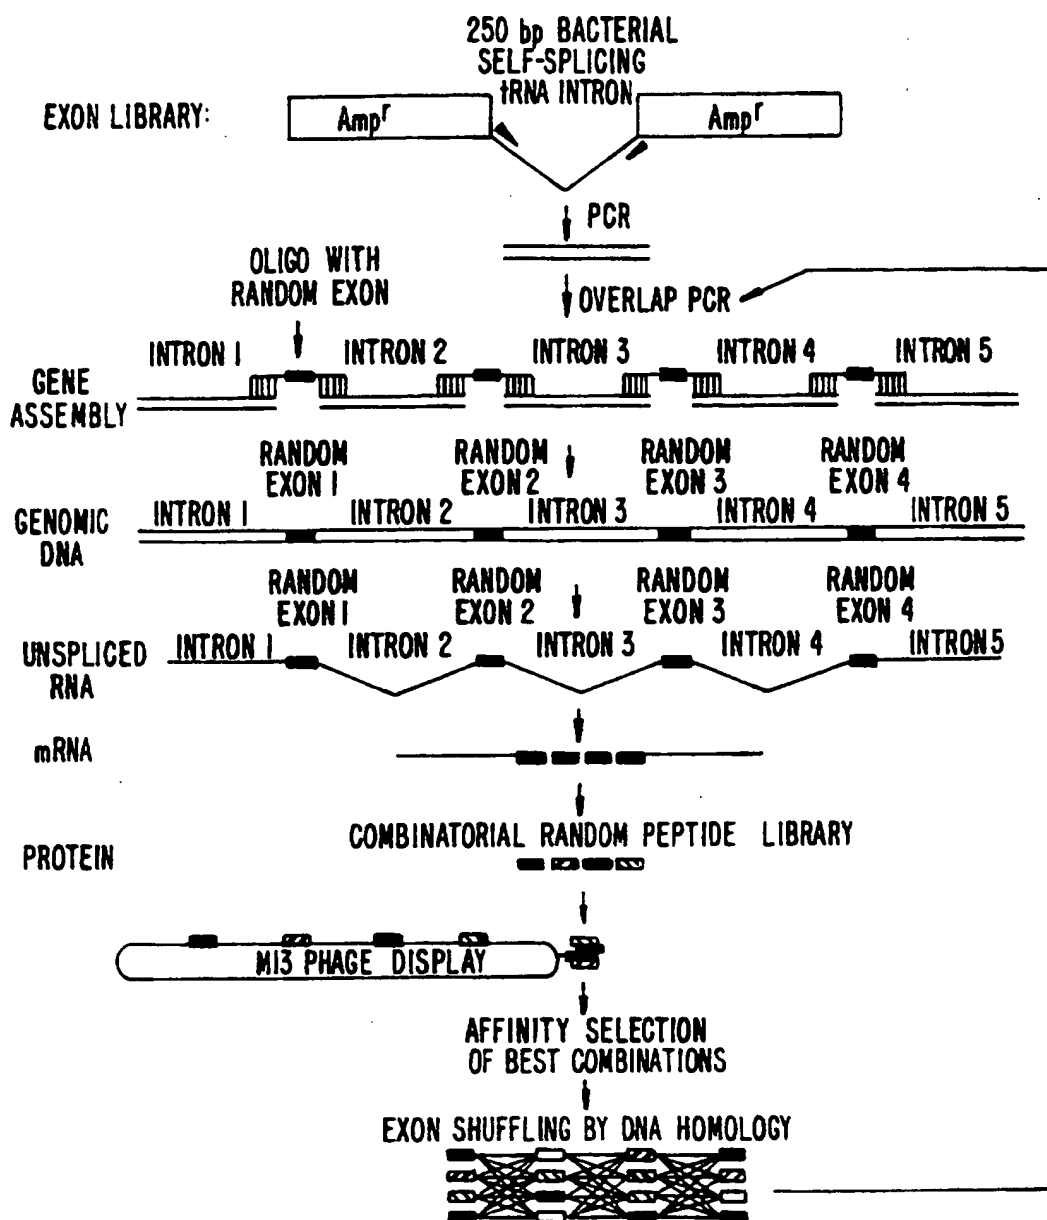 250 bp BACTERIAL
SELF-SPLICING
tRNA INTRON
EXON LIBRARY:
Ampr
Ampr
PCR
OLIGO WITH
RANDOM EXON
OVERLAP PCR
INTRON 1
INTRON 2
INTRON 3
INTRON 4
INTRON 5
GENE
ASSEMBLY
RANDOM
EXON 1
RANDOM
EXON 2
RANDOM
EXON 3
RANDOM
EXON 4
INTRON 1
INTRON 2
INTRON 3
INTRON 4
INTRON 5
GENOMIC
DNA
RANDOM
EXON 1
RANDOM
EXON 2
RANDOM
EXON 3
RANDOM
EXON 4
UNSPLICED
RNA
INTRON 1
INTRON 2
INTRON 3
INTRON 4
INTRON 5
mRNA
COMBINATORIAL RANDOM PEPTIDE LIBRARY
PROTEIN
M13 PHAGE DISPLAY
AFFINITY SELECTION
OF BEST COMBINATIONS
EXON SHUFFLING BY DNA HOMOLOGY